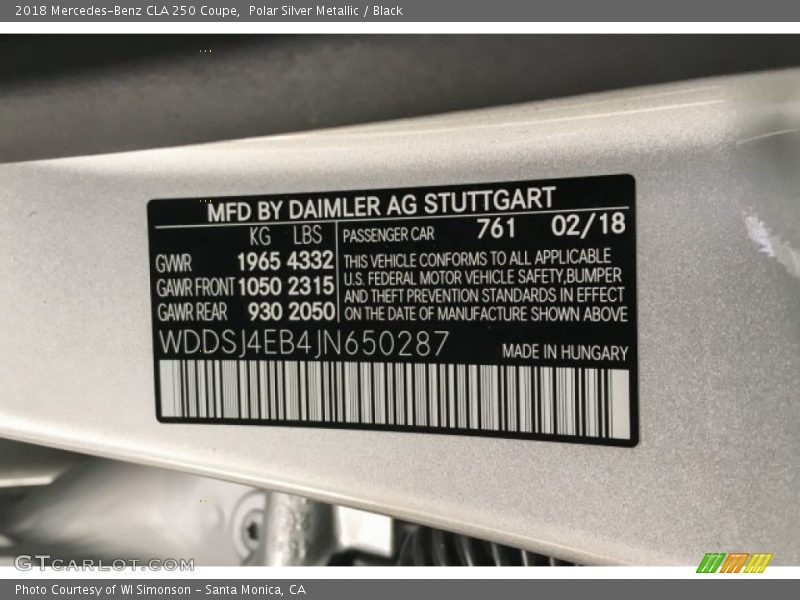 2018 Mercedes-Benz CLA 250 Coupe,  Polar Silver Metallic / Black
MFD BY DAIMLER AG STUTTGART
KG LBS
GVWR 1965 4332
GAWR FRONT 1050 2315
GAWR REAR 930 2050
PASSENGER CAR 761 02/18
THIS VEHICLE CONFORMS TO ALL APPLICABLE
U.S. FEDERAL MOTOR VEHICLE SAFETY,BUMPER
AND THEFT PREVENTION STANDARDS IN EFFECT
ON THE DATE OF MANUFACTURE SHOWN ABOVE
WDDSJ4EB4JN650287
MADE IN HUNGARY
GTCARLOT.COM
Photo Courtesy of WI Simonson - Santa Monica, CA